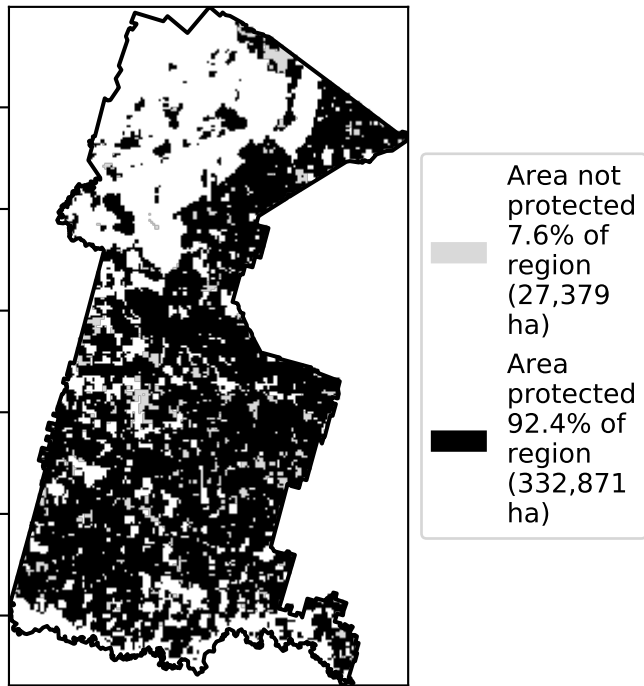 Area not
protected
7.6% of
region
(27,379
ha)
Area
protected
92.4% of
region
(332,871
ha)